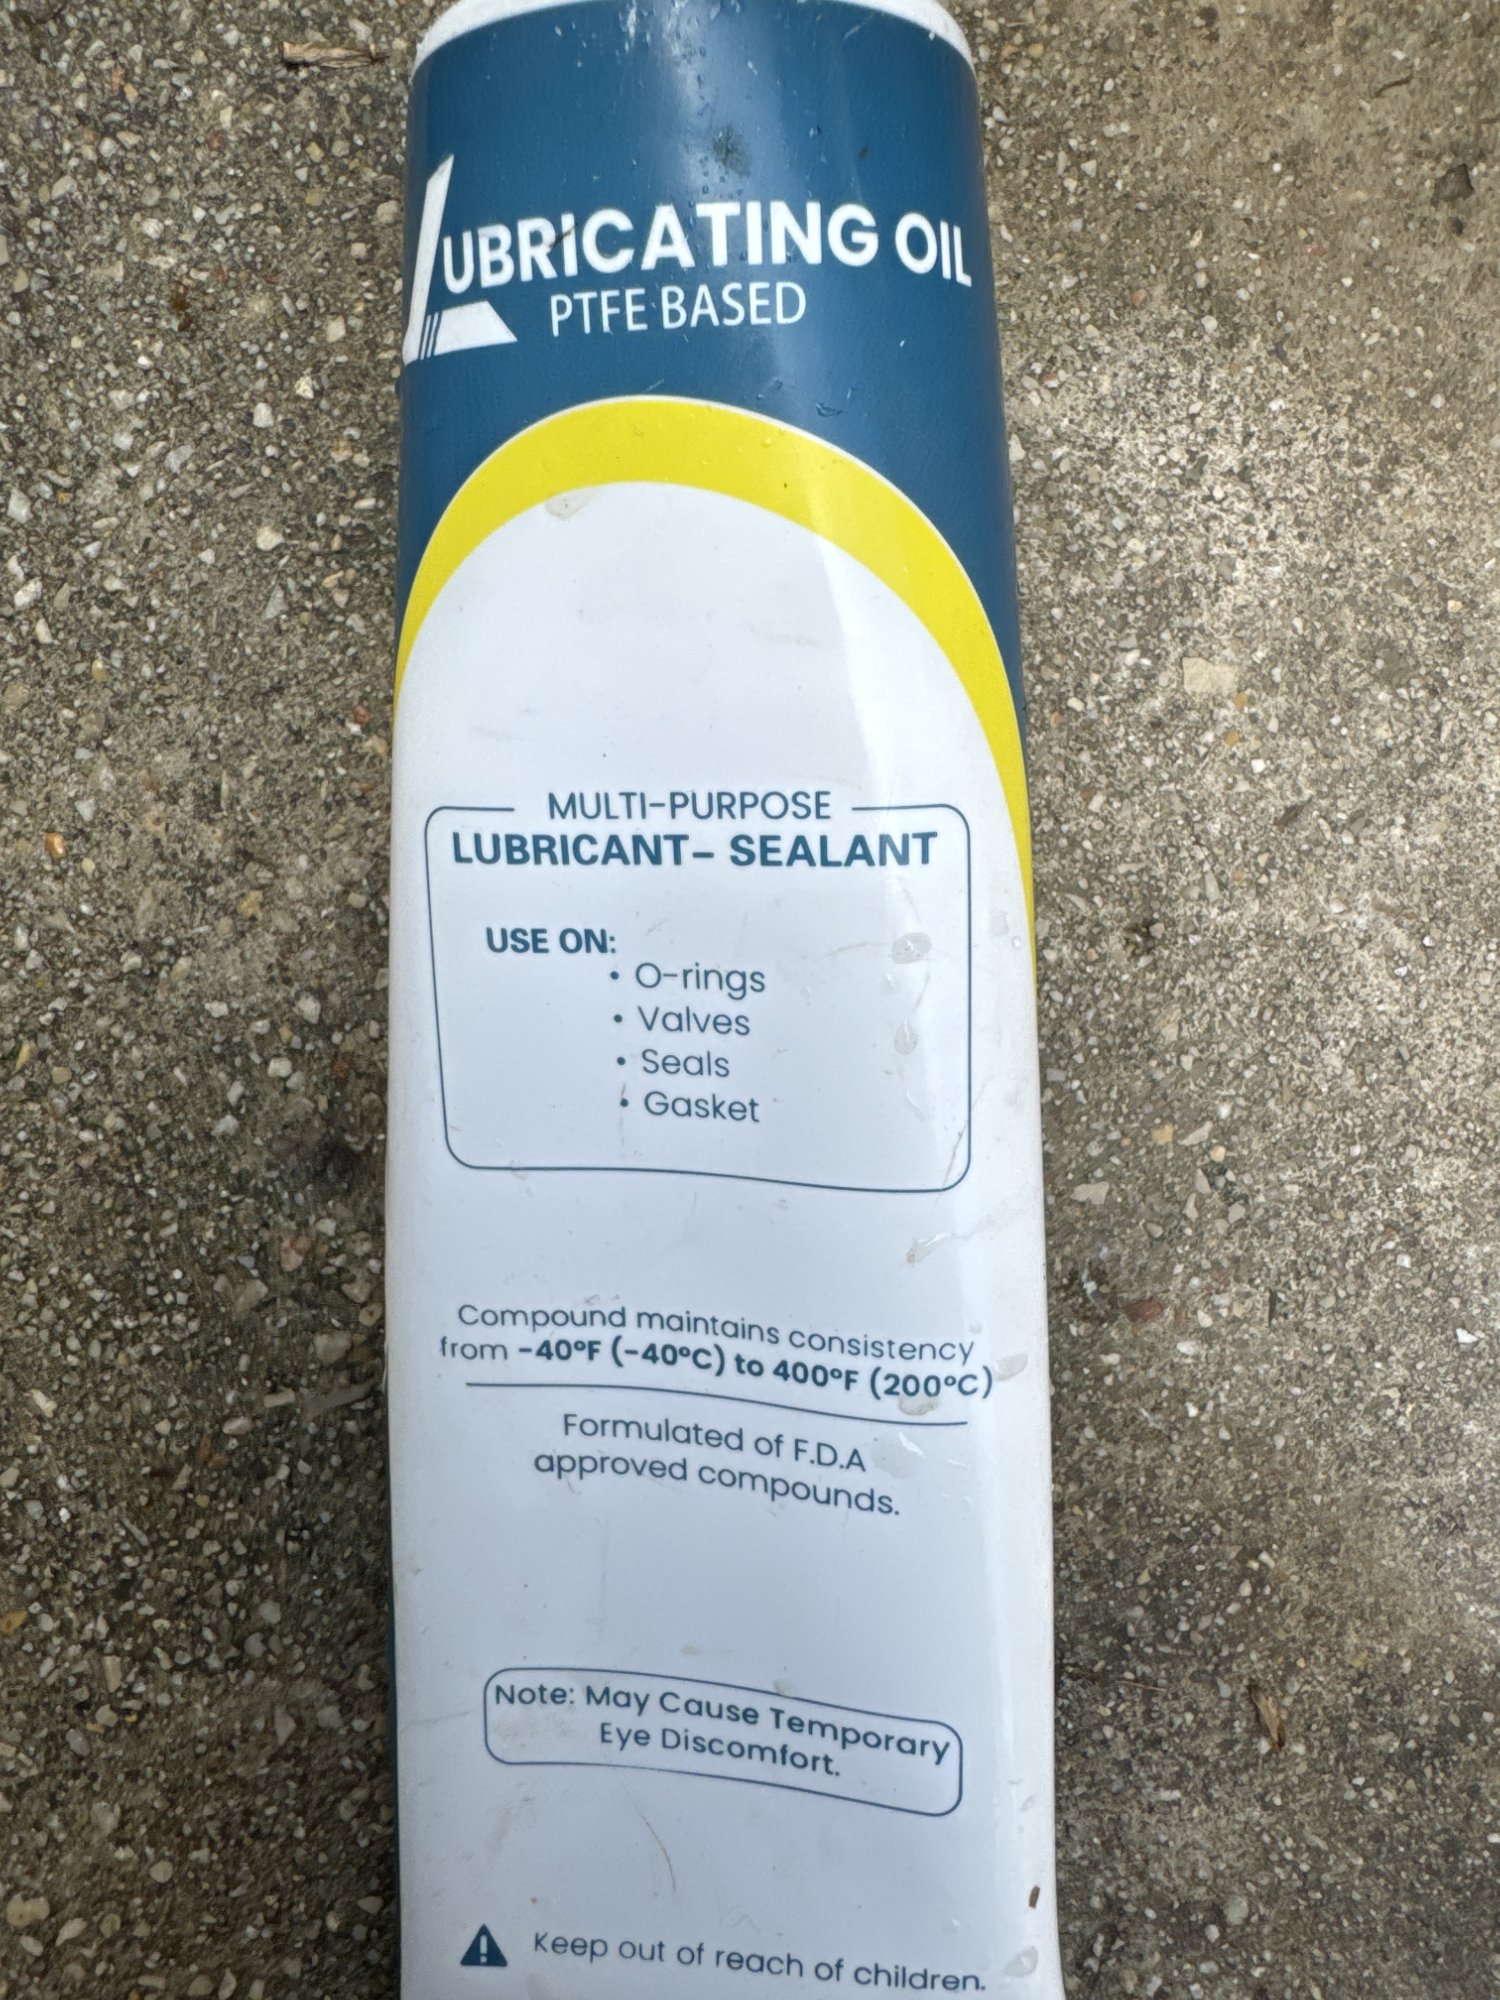 LUBRICATING OIL
PTFE BASED
MULTI-PURPOSE
LUBRICANT- SEALANT
USE ON:
• O-rings
• Valves
• Seals
• Gasket
Compound maintains consistency
from -40°F (-40°C) to 400°F (200°C)
Formulated of F.D.A
approved compounds.
Note: May Cause Temporary
Eye Discomfort.
Keep out of reach of children.